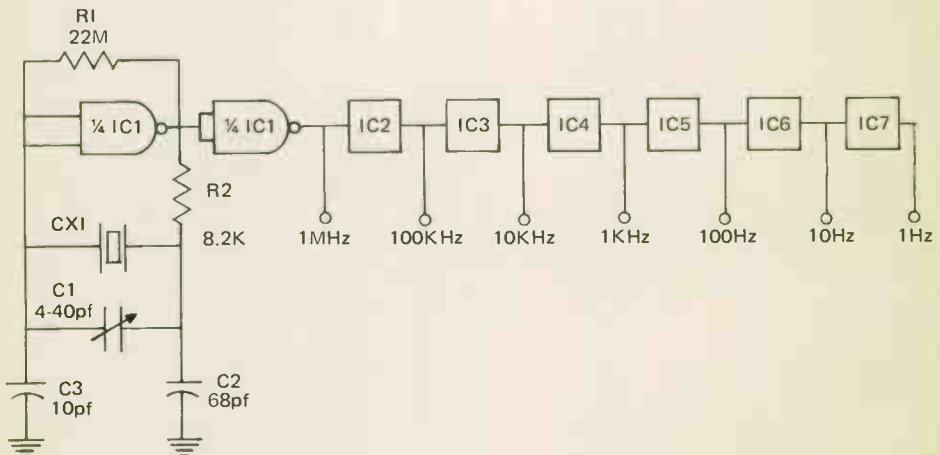 R1
22M
¼ IC1
¼ IC1
IC2
IC3
IC4
IC5
IC6
IC7
R2
8.2K
CX1
1MHz
100KHz
10KHz
1KHz
100Hz
10Hz
1Hz
C1
4-40pf
C3
10pf
C2
68pf